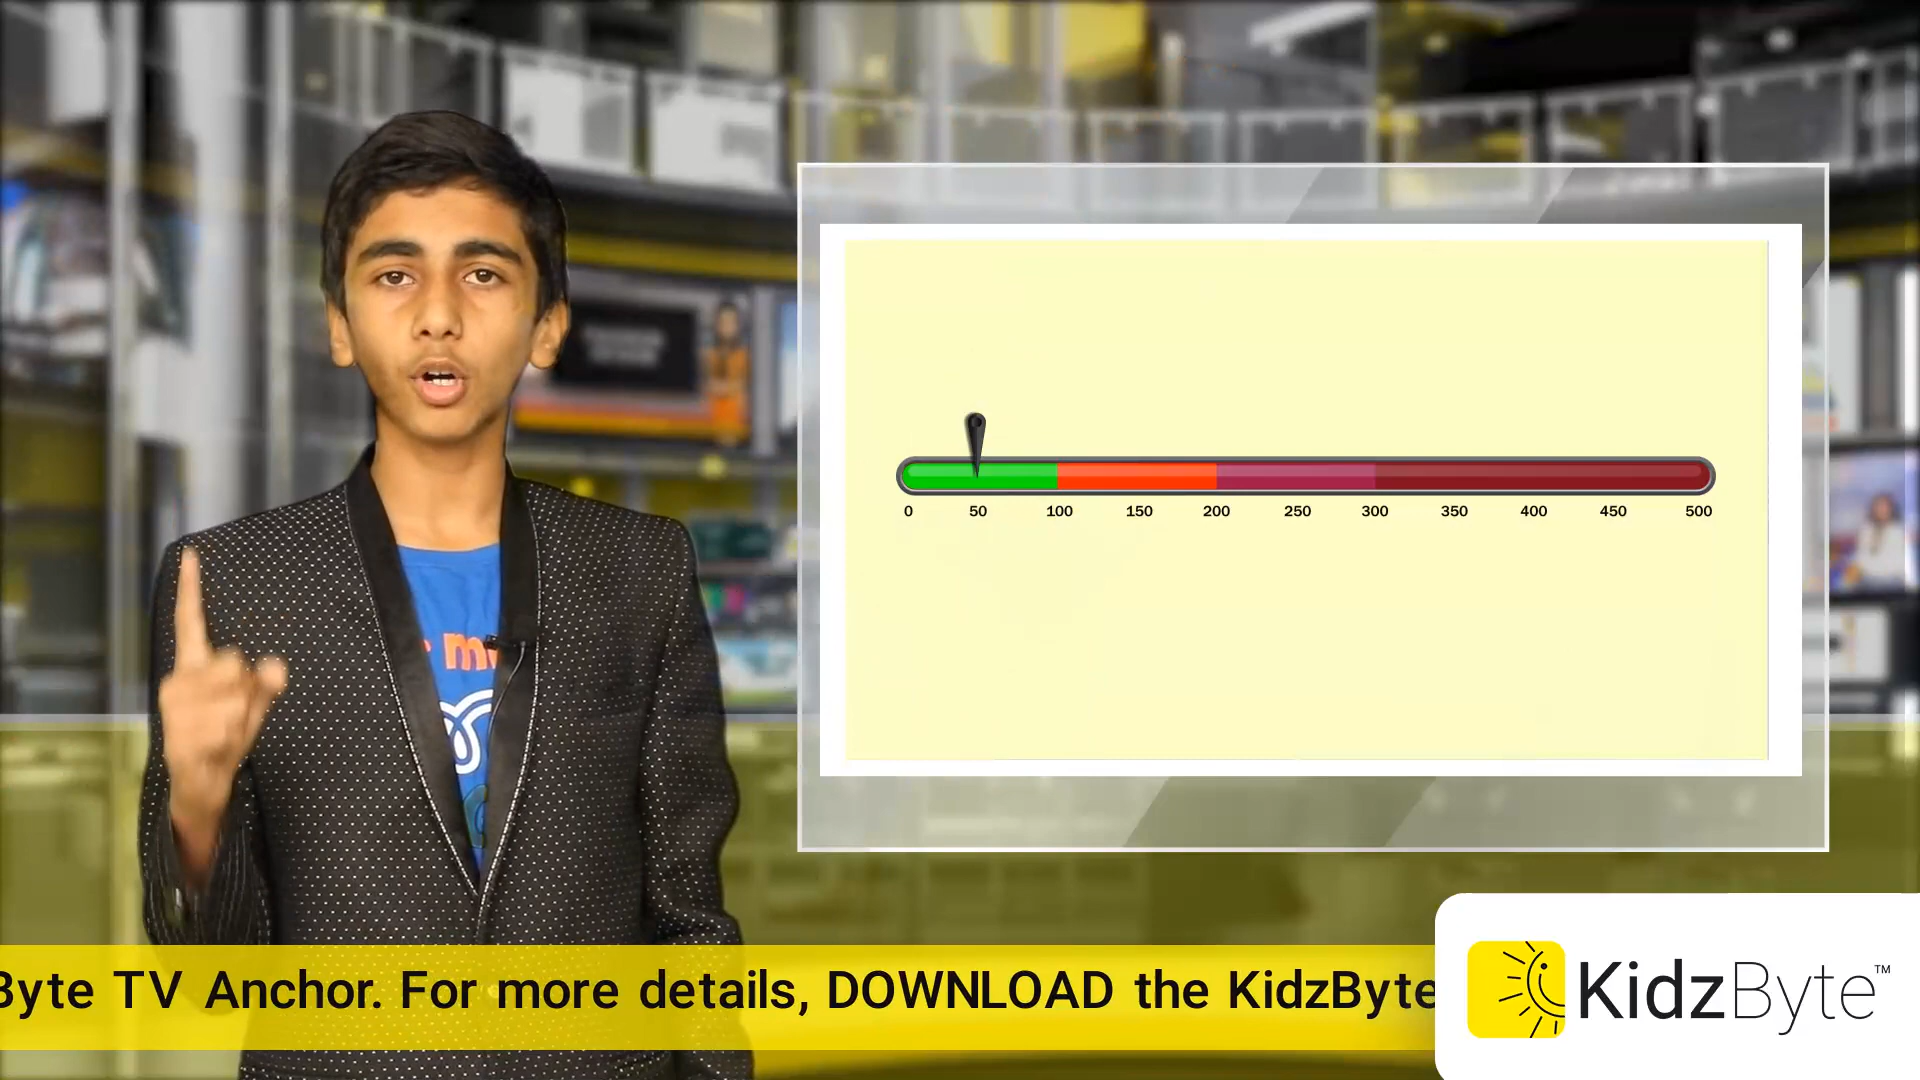 0 50 100 150 200 250 300 350 400 450 500
Byte TV Anchor. For more details, DOWNLOAD the KidzByte
KidzByte™